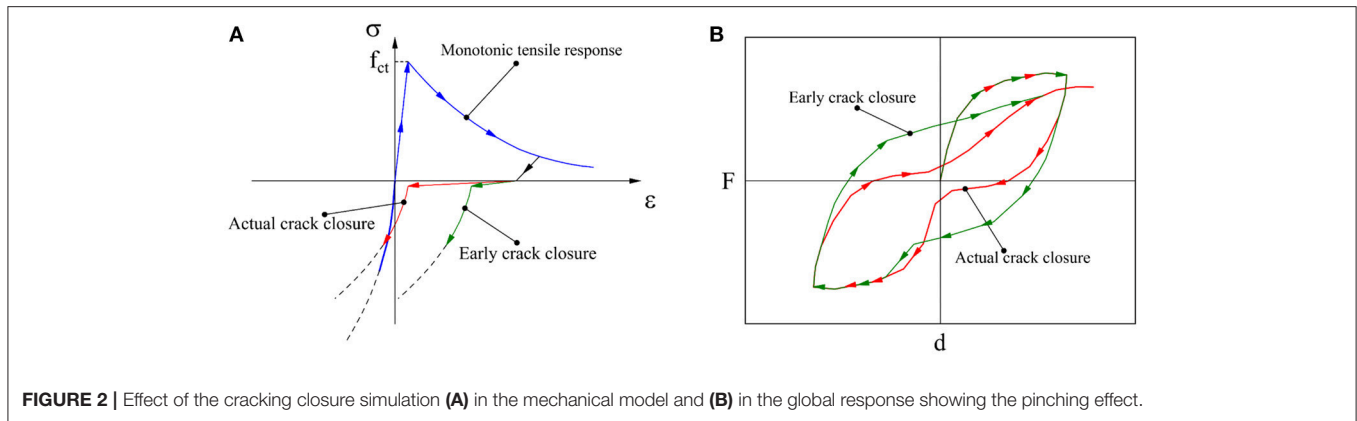 A
σ
f_ct
Monotonic tensile response
ε
Actual crack closure
Early crack closure
B
Early crack closure
F
Actual crack closure
d
FIGURE 2 | Effect of the cracking closure simulation (A) in the mechanical model and (B) in the global response showing the pinching effect.